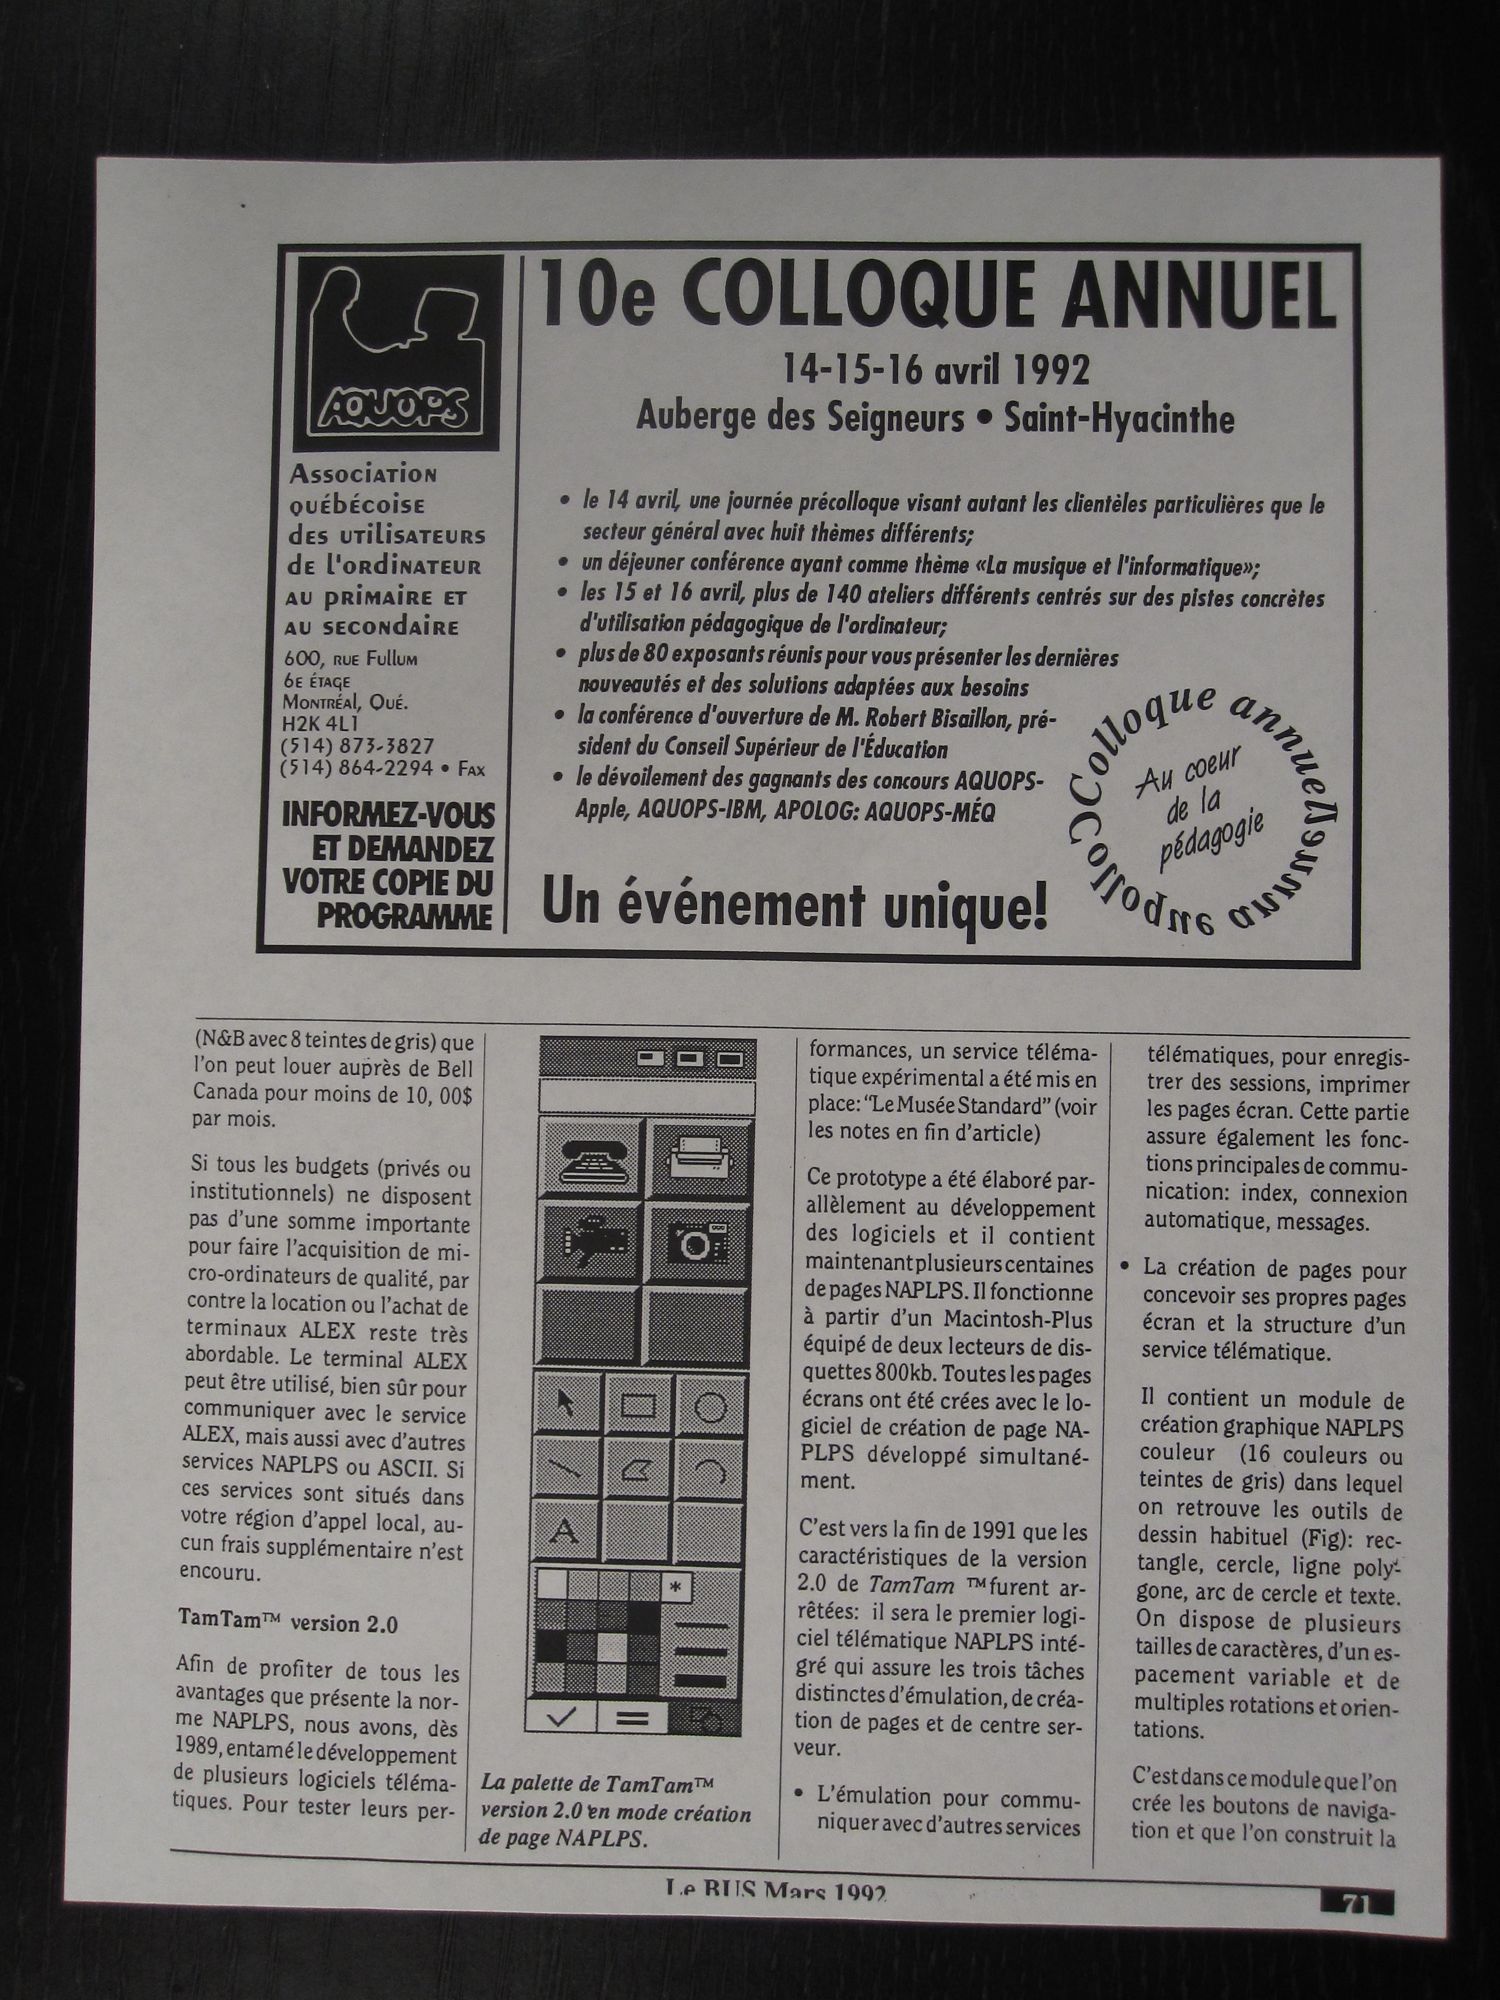 10e COLLOQUE ANNUEL
14-15-16 avril 1992
Auberge des Seigneurs • Saint-Hyacinthe
AQUOPS
Association
québécoise
des utilisateurs
de l'ordinateur
au primaire et
au secondaire
600, rue Fullum
6e étage
Montréal, Qué.
H2K 4L1
(514) 873-3827
(514) 864-2294 • Fax
INFORMEZ-VOUS
ET DEMANDEZ
VOTRE COPIE DU
PROGRAMME
• le 14 avril, une journée précolloque visant autant les clientèles particulières que le
secteur général avec huit thèmes différents;
• un déjeuner conférence ayant comme thème «La musique et l'informatique»;
• les 15 et 16 avril, plus de 140 ateliers différents centrés sur des pistes concrètes
d'utilisation pédagogique de l'ordinateur;
• plus de 80 exposants réunis pour vous présenter les dernières
nouveautés et des solutions adaptées aux besoins
• la conférence d'ouverture de M. Robert Bisaillon, pré-
sident du Conseil Supérieur de l'Éducation
• le dévoilement des gagnants des concours AQUOPS-
Apple, AQUOPS-IBM, APOLOG: AQUOPS-MÉQ
Un événement unique!
Colloque annuel
Au coeur
de la
pédagogie
Colloque annuel
(N&B avec 8 teintes de gris) que
l'on peut louer auprès de Bell
Canada pour moins de 10, 00$
par mois.
Si tous les budgets (privés ou
institutionnels) ne disposent
pas d'une somme importante
pour faire l'acquisition de mi-
cro-ordinateurs de qualité, par
contre la location ou l'achat de
terminaux ALEX reste très
abordable. Le terminal ALEX
peut être utilisé, bien sûr pour
communiquer avec le service
ALEX, mais aussi avec d'autres
services NAPLPS ou ASCII. Si
ces services sont situés dans
votre région d'appel local, au-
cun frais supplémentaire n'est
encouru.
TamTam™ version 2.0
Afin de profiter de tous les
avantages que présente la nor-
me NAPLPS, nous avons, dès
1989, entamé le développement
de plusieurs logiciels téléma-
tiques. Pour tester leurs per-
A
*
La palette de TamTam™
version 2.0 en mode création
de page NAPLPS.
formances, un service téléma-
tique expérimental a été mis en
place: "Le Musée Standard" (voir
les notes en fin d'article)
Ce prototype a été élaboré par-
allèlement au développement
des logiciels et il contient
maintenant plusieurs centaines
de pages NAPLPS. Il fonctionne
à partir d'un Macintosh-Plus
équipé de deux lecteurs de dis-
quettes 800kb. Toutes les pages
écrans ont été crées avec le lo-
giciel de création de page NA-
PLPS développé simultané-
ment.
C'est vers la fin de 1991 que les
caractéristiques de la version
2.0 de TamTam ™furent ar-
rêtées: il sera le premier logi-
ciel télématique NAPLPS inté-
gré qui assure les trois tâches
distinctes d'émulation, de créa-
tion de pages et de centre ser-
veur.
• L'émulation pour commu-
niquer avec d'autres services
télématiques, pour enregis-
trer des sessions, imprimer
les pages écran. Cette partie
assure également les fonc-
tions principales de commu-
nication: index, connexion
automatique, messages.
• La création de pages pour
concevoir ses propres pages
écran et la structure d'un
service télématique.
Il contient un module de
création graphique NAPLPS
couleur (16 couleurs ou
teintes de gris) dans lequel
on retrouve les outils de
dessin habituel (Fig): rec-
tangle, cercle, ligne poly-
gone, arc de cercle et texte.
On dispose de plusieurs
tailles de caractères, d'un es-
pacement variable et de
multiples rotations et orien-
tations.
C'est dans ce module que l'on
crée les boutons de naviga-
tion et que l'on construit la
Le BUS Mars 1992
71